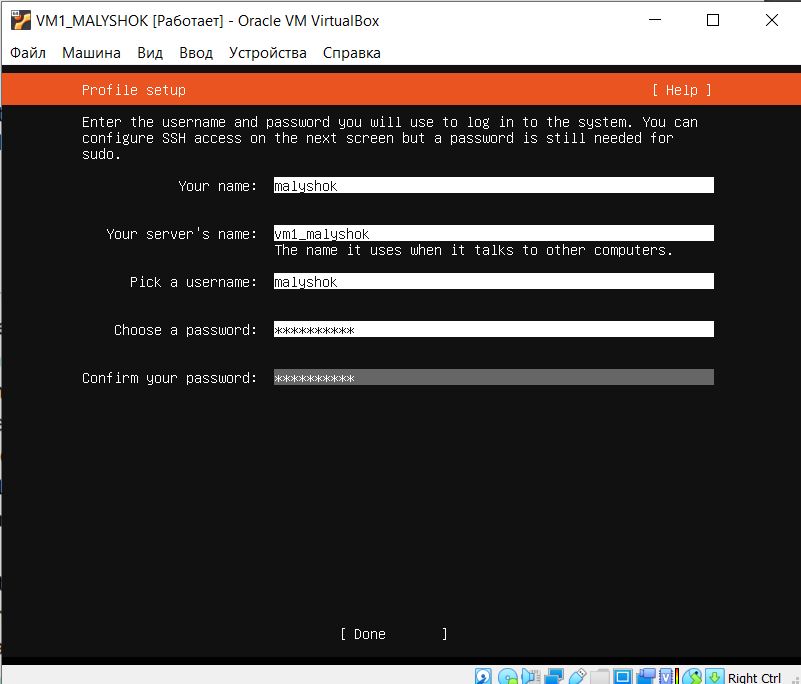 VM1_MALYSHOK [Работает] - Oracle VM VirtualBox
Файл Машина Вид Ввод Устройства Справка
Profile setup [ Help ]
Enter the username and password you will use to log in to the system. You can
configure SSH access on the next screen but a password is still needed for
sudo.
Your name: malyshok
Your server's name: vm1_malyshok
The name it uses when it talks to other computers.
Pick a username: malyshok
Choose a password: **********
Confirm your password: **********
[ Done ]
Right Ctrl